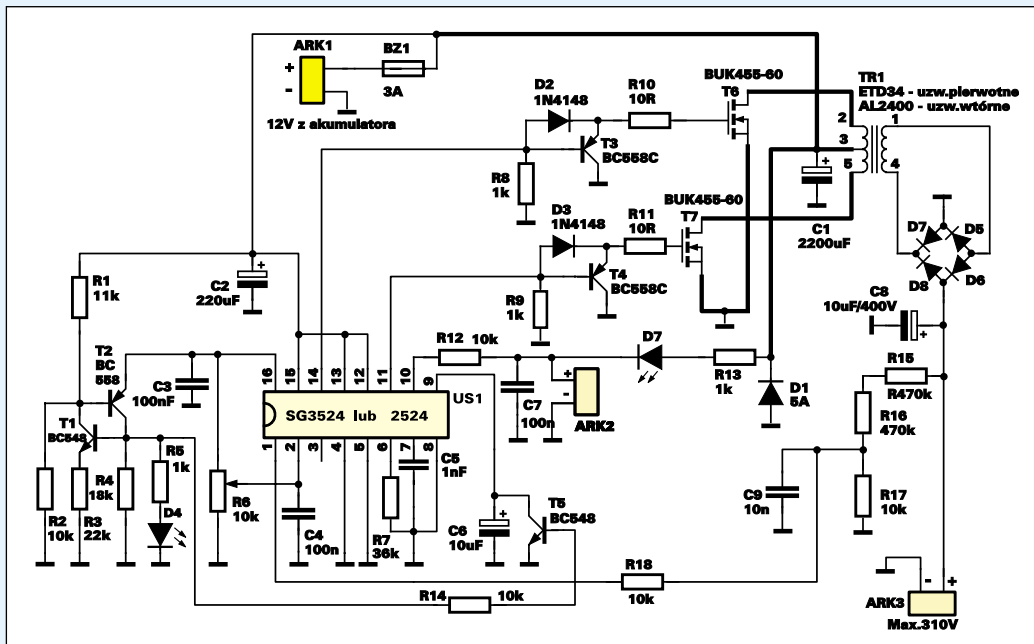 ARK1
+
-
12V z akumulatora
BZ1
3A
D2
1N4148
R10
10R
BUK455-60
T6
TR1
ETD34 - uzw.pierwotne
AL2400 - uzw.wtórne
2
3
5
1
4
T3
BC558C
R8
1k
D3
1N4148
R11
10R
BUK455-60
T7
T4
BC558C
R9
1k
+
C1
2200uF
D7
D5
D8
D6
C8
10uF/400V
+
R1
11k
+
C2
220uF
T2
BC
558
C3
100nF
T1
BC548
16
15
14
13
12
11
10
9
SG3524 lub 2524
US1
1
2
3
4
5
6
7
8
R12 10k
C7
100n
+
-
ARK2
D7
R13
1k
D1
5A
R15
R470k
R16
470k
R17
10k
C9
10n
R2
10k
R3
22k
R4
18k
R5
1k
D4
R6
10k
C4
100n
R7
36k
C5
1nF
C6
10uF
+
T5
BC548
R14
10k
R18
10k
- +
ARK3
Max.310V